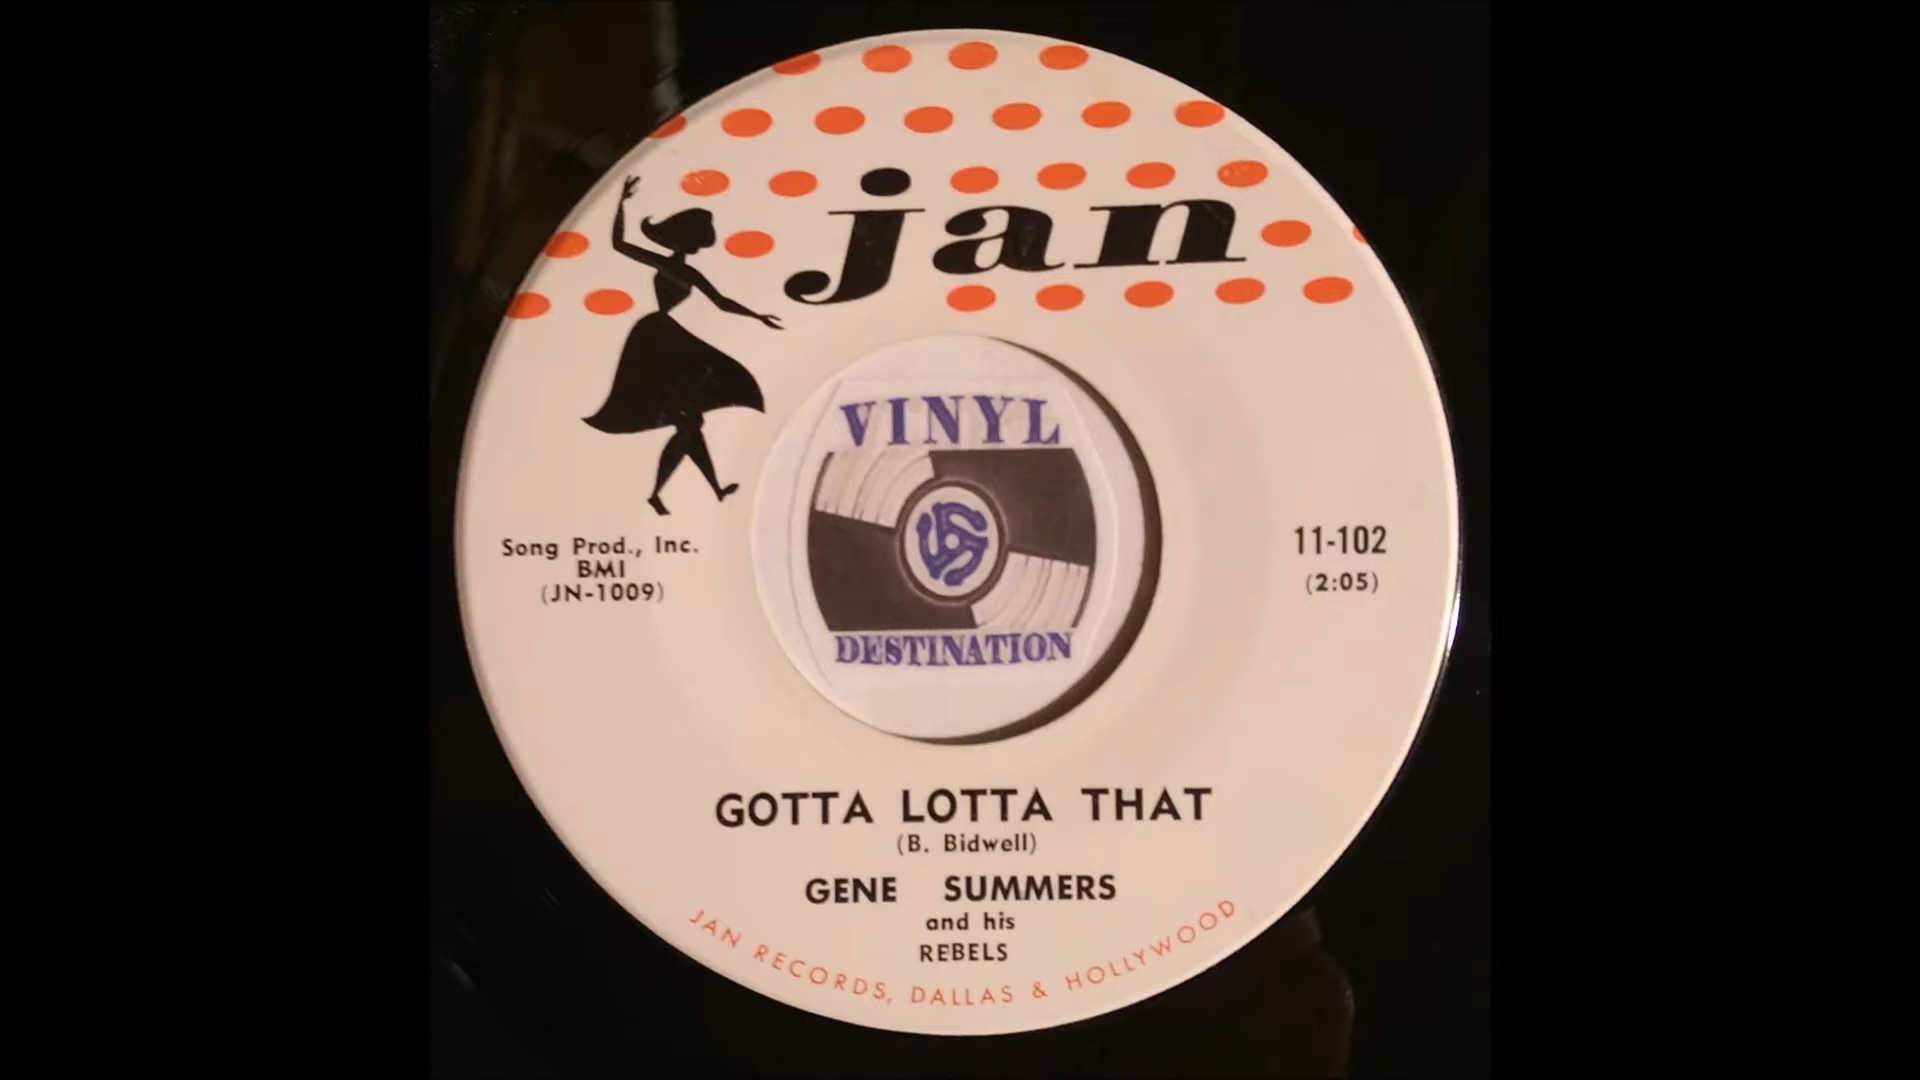 jan
VINYL
DESTINATION
Song Prod., Inc.
BMI
(JN-1009)
11-102
(2:05)
GOTTA LOTTA THAT
(B. Bidwell)
GENE SUMMERS
and his
REBELS
JAN RECORDS, DALLAS & HOLLYWOOD